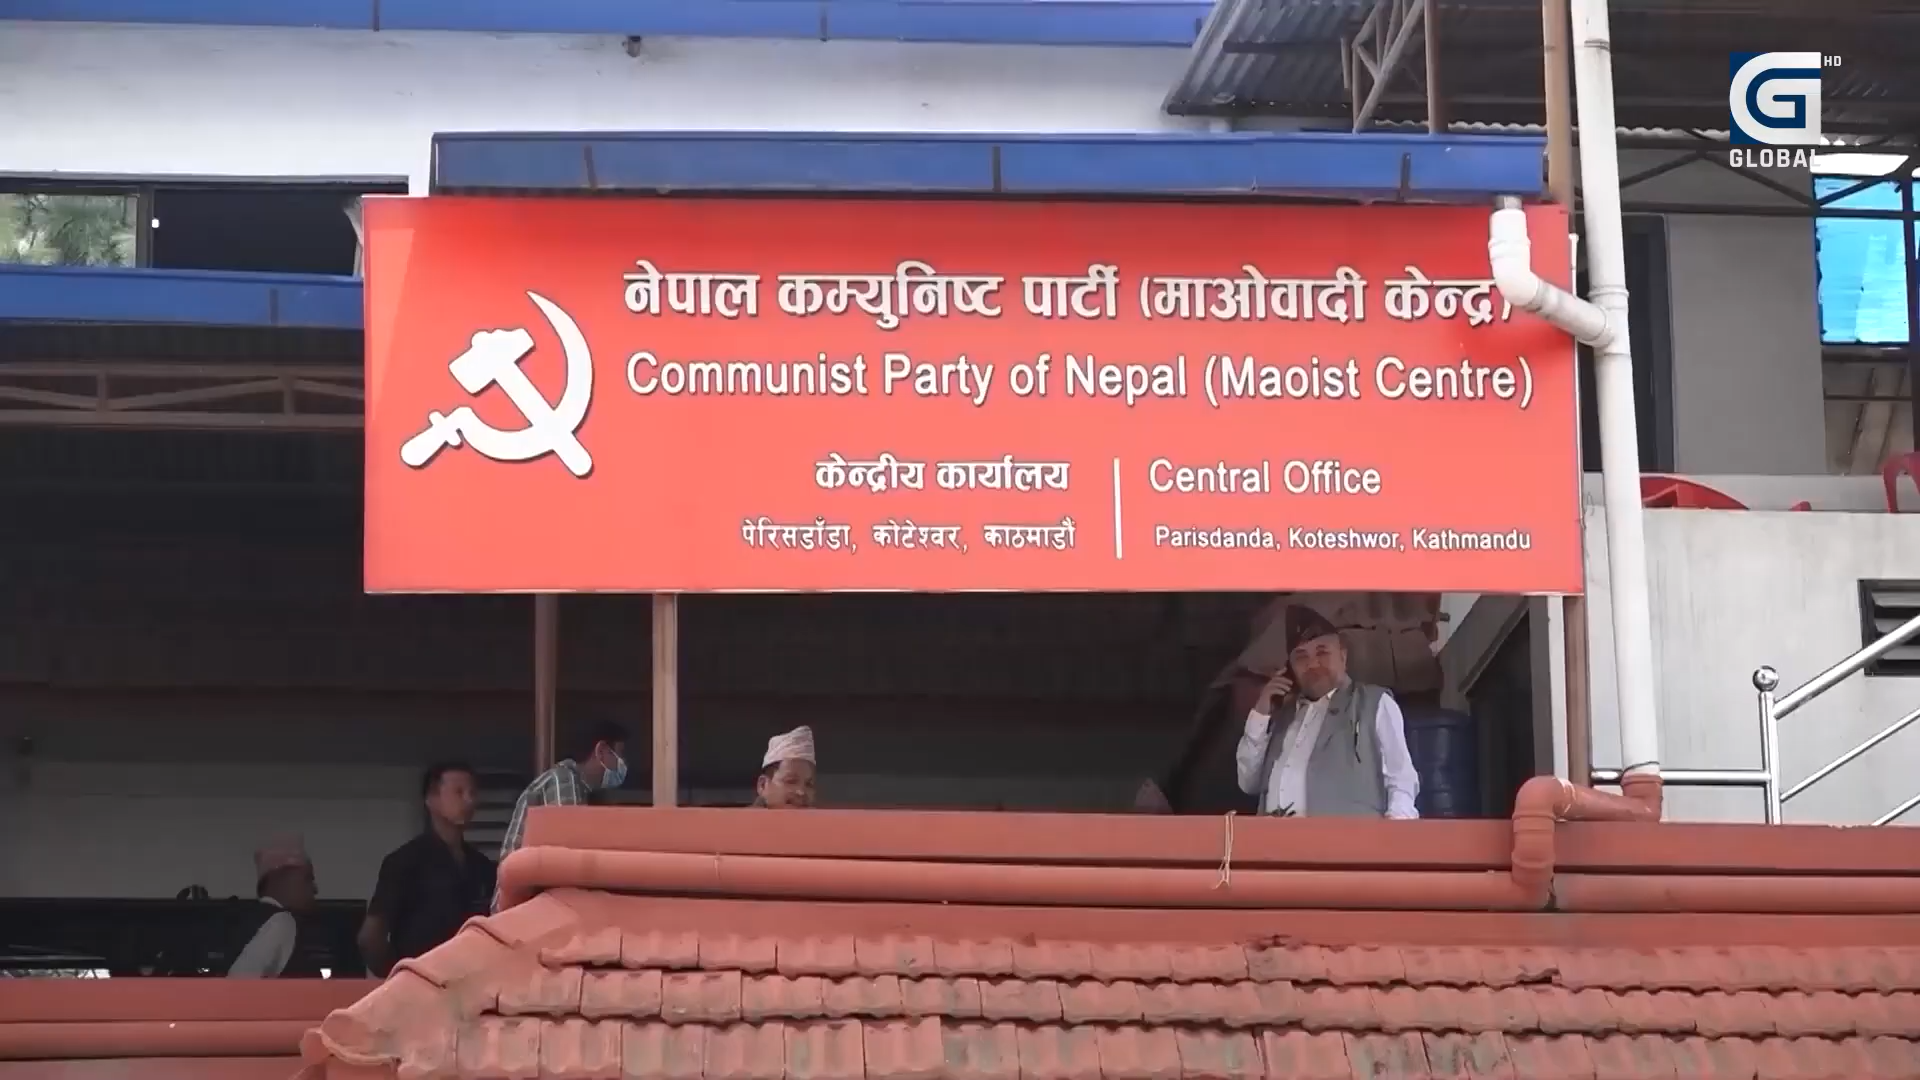 नेपाल कम्युनिष्ट पार्टी (माओवादी केन्द्र)
Communist Party of Nepal (Maoist Centre)
केन्द्रीय कार्यालय
पेरिसडाँडा, कोटेश्वर, काठमाडौं
Central Office
Parisdanda, Koteshwor, Kathmandu
G HD
GLOBAL